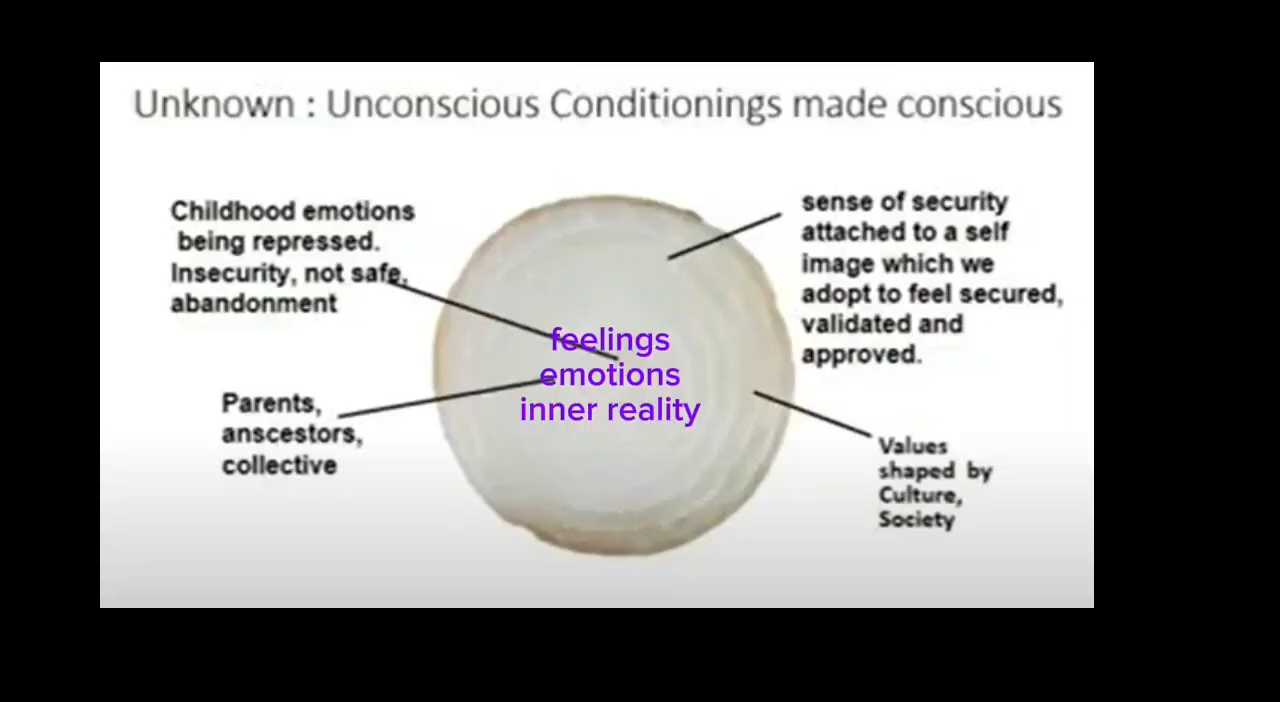 Unknown : Unconscious Conditionings made conscious
Childhood emotions
being repressed.
Insecurity, not safe,
abandonment
Parents,
anscestors,
collective
feelings
emotions
inner reality
sense of security
attached to a self
image which we
adopt to feel secured,
validated and
approved.
Values
shaped by
Culture,
Society